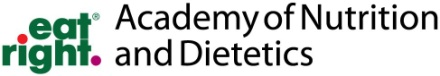 eat
right.
®
Academy of Nutrition
and Dietetics